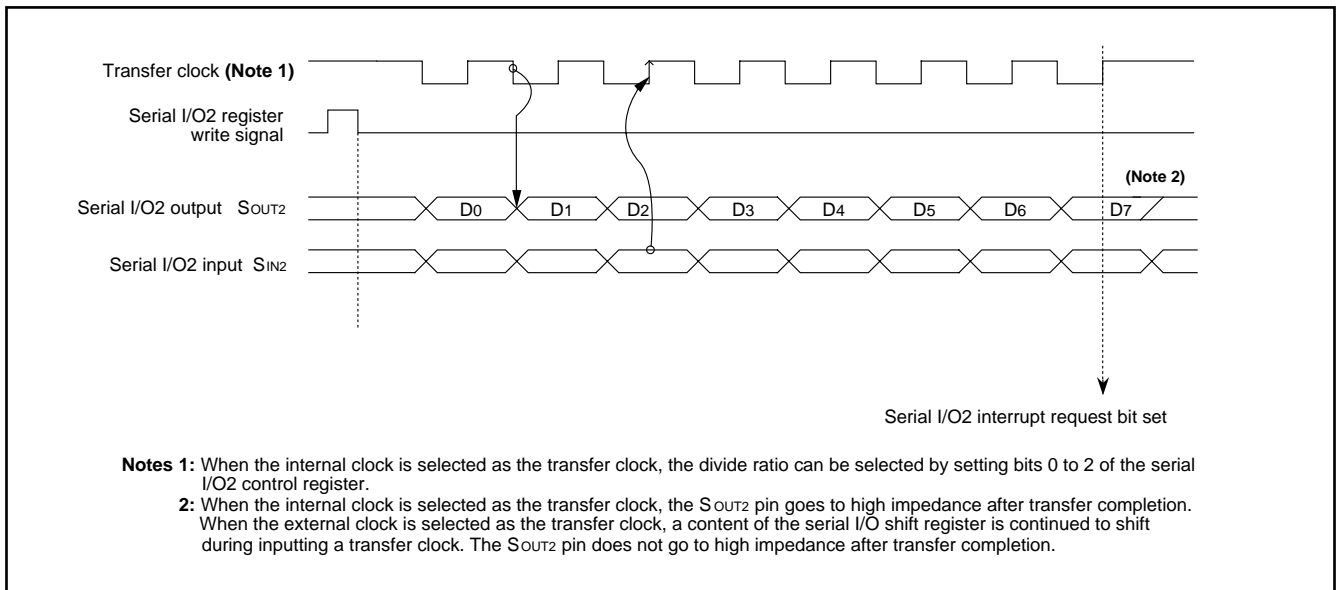 Transfer clock (Note 1)
Serial I/O2 register
write signal
(Note 2)
Serial I/O2 output SOUT2
D0 D1 D2 D3 D4 D5 D6 D7
Serial I/O2 input SIN2
Serial I/O2 interrupt request bit set
Notes 1: When the internal clock is selected as the transfer clock, the divide ratio can be selected by setting bits 0 to 2 of the serial
I/O2 control register.
2: When the internal clock is selected as the transfer clock, the SOUT2 pin goes to high impedance after transfer completion.
When the external clock is selected as the transfer clock, a content of the serial I/O shift register is continued to shift
during inputting a transfer clock. The SOUT2 pin does not go to high impedance after transfer completion.